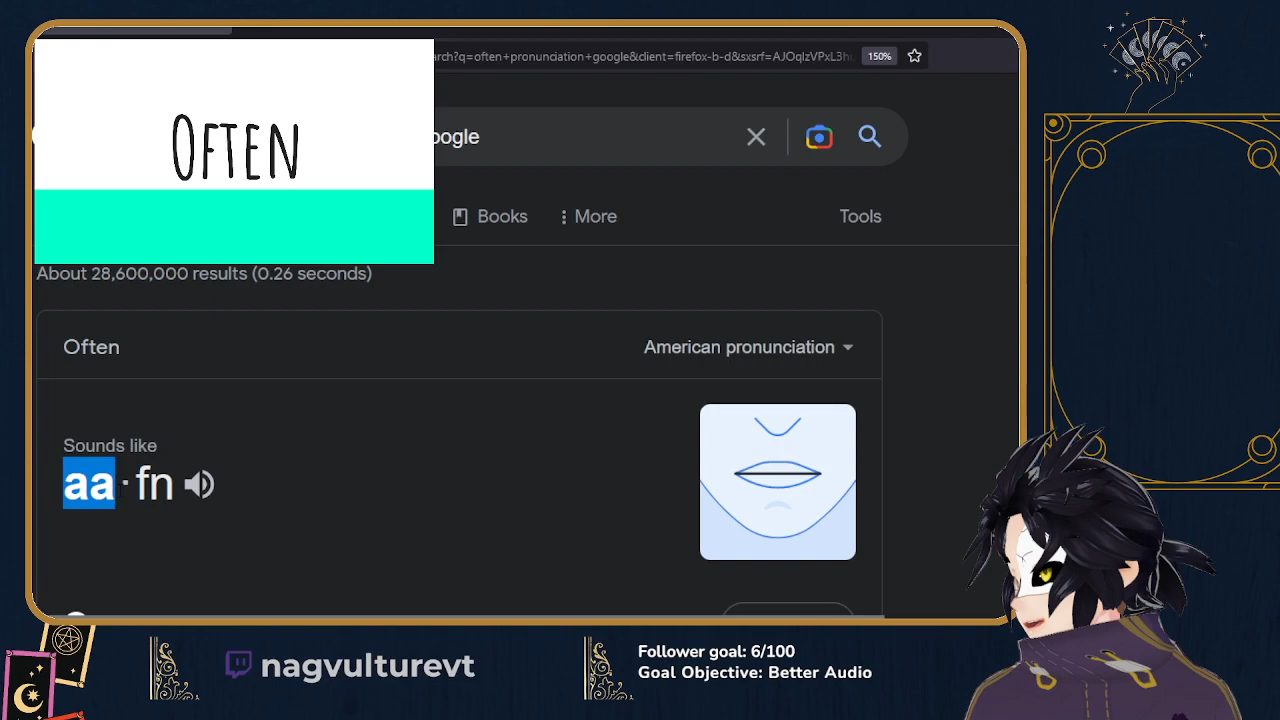 arch?q=often+pronunciation+google&client=firefox-b-d&sxsrf=AJOqlzVPxL3h
150%
Often
oogle
Books
More
Tools
About 28,600,000 results (0.26 seconds)
Often
American pronunciation
Sounds like
aa·fn
nagvulturevt
Follower goal: 6/100
Goal Objective: Better Audio